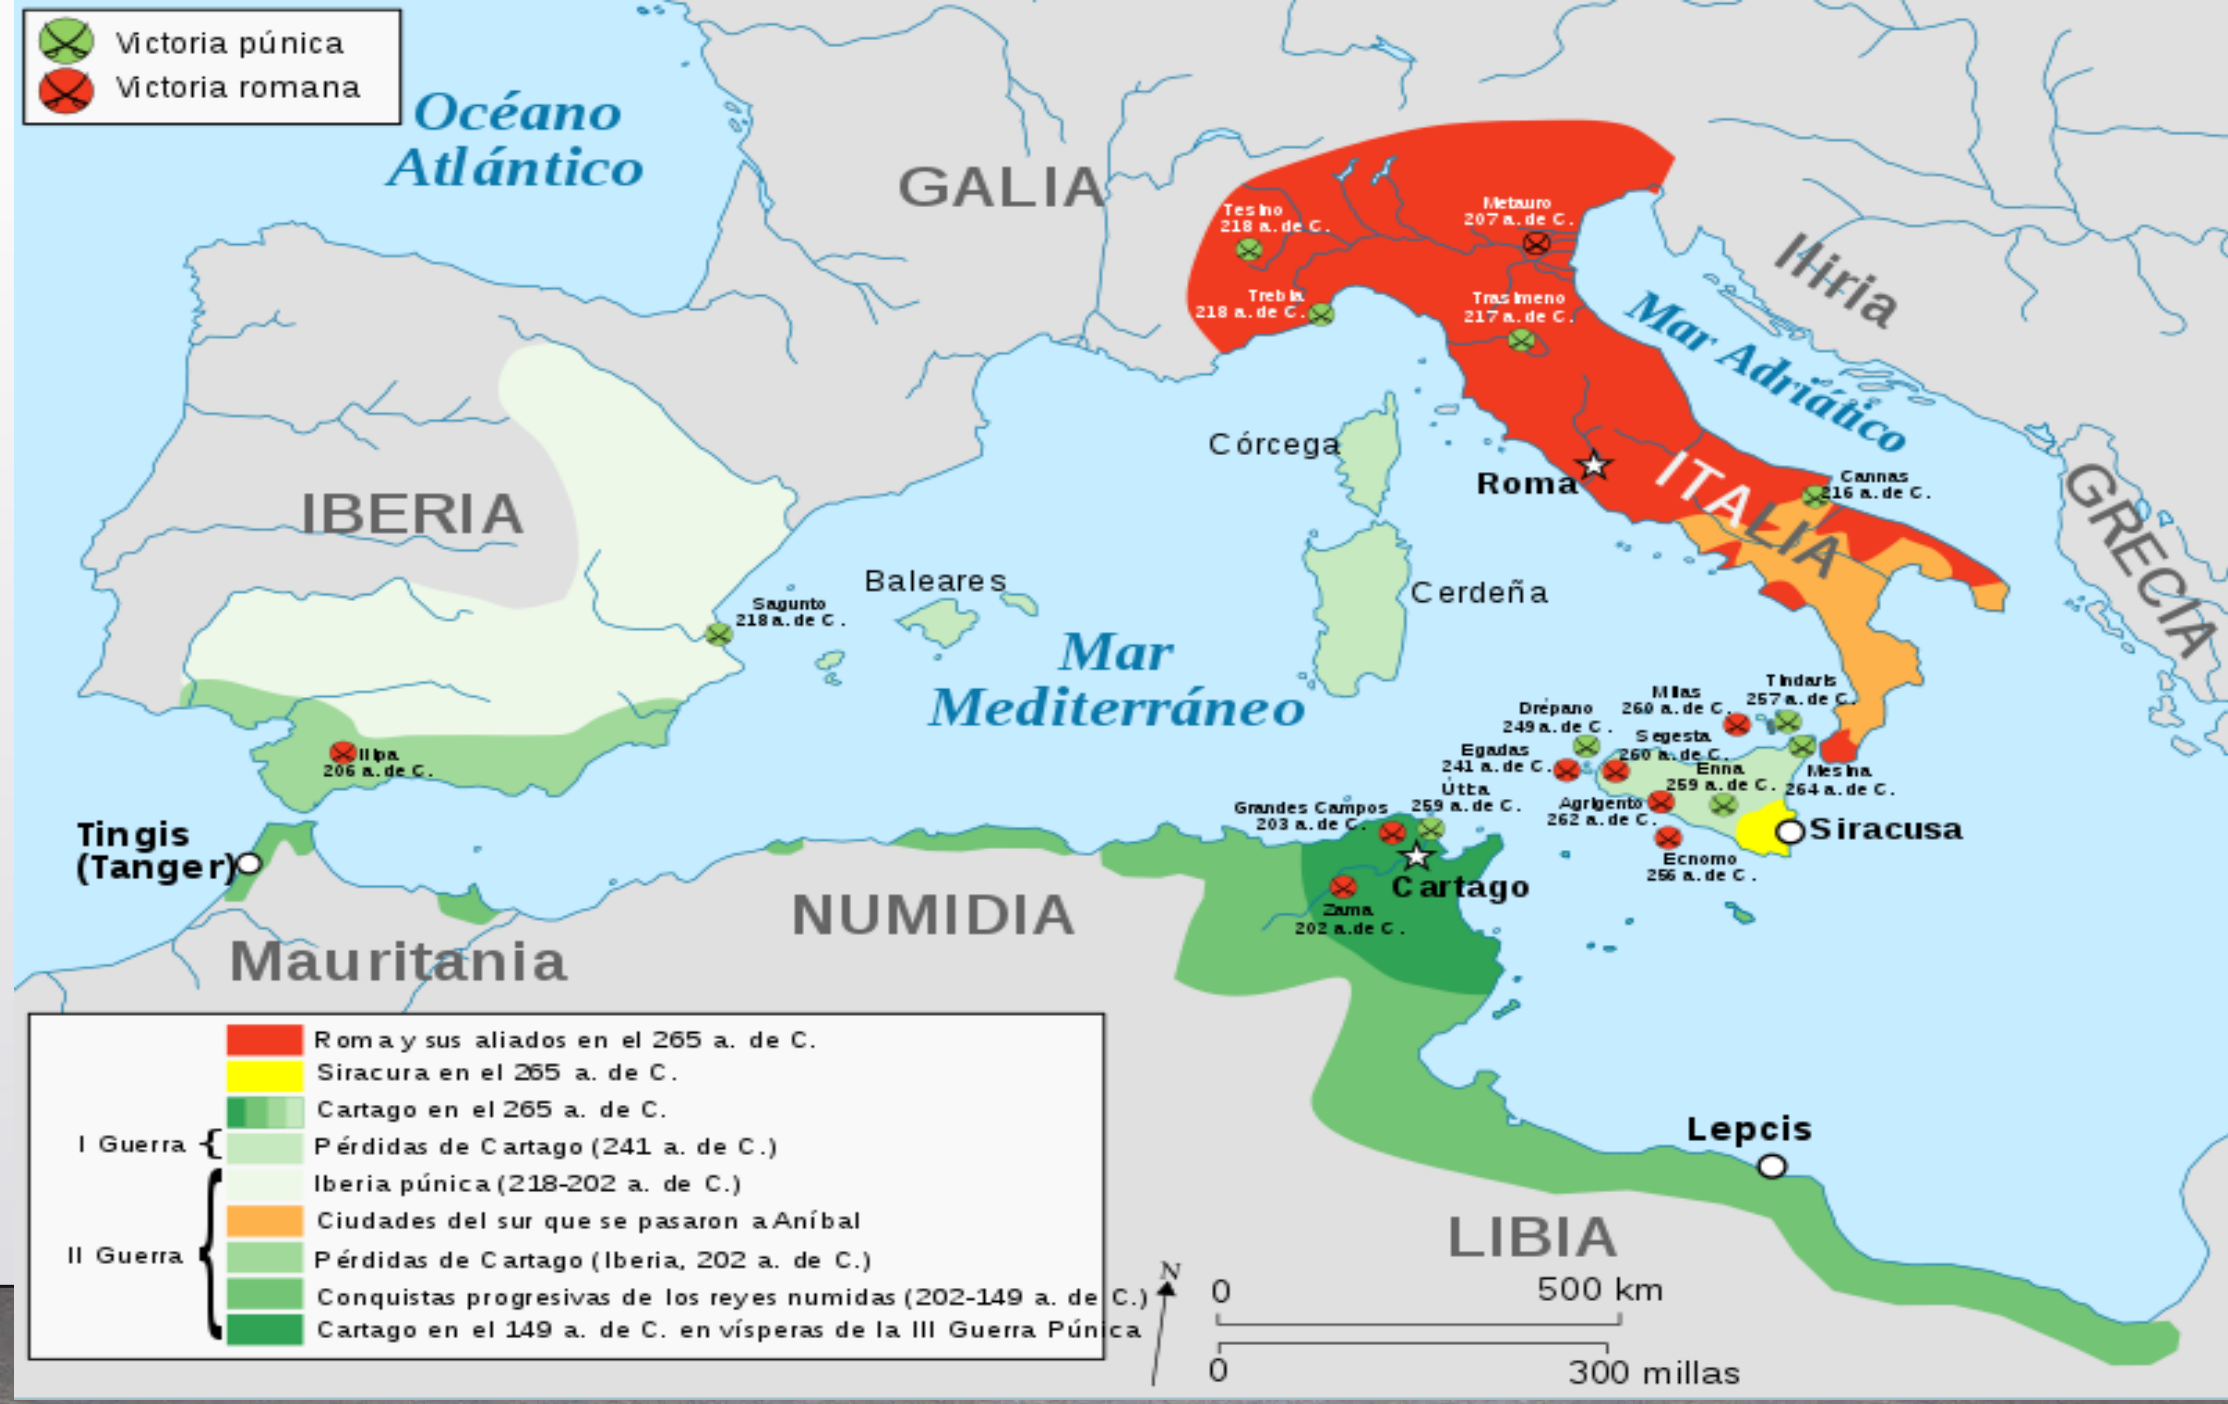 Victoria púnica
Victoria romana
Océano
Atlántico
GALIA
Tesino
218 a. de C.
Metauro
207 a. de C.
Trebia
218 a. de C.
Trasimeno
217 a. de C.
Iliria
Mar Adriático
Córcega
Roma
ITALIA
Cannas
216 a. de C.
GRECIA
IBERIA
Baleares
Cerdeña
Sagunto
218 a. de C.
Mar
Mediterráneo
Tindaris
257 a. de C.
Milas
260 a. de C.
Drépano
249 a. de C.
Segesta
260 a. de C.
Egadas
241 a. de C.
Enna
259 a. de C.
Mesina
264 a. de C.
Ilipa
206 a. de C.
Útica
259 a. de C.
Grandes Campos
203 a. de C.
Agrigento
262 a. de C.
Siracusa
Ecnomo
256 a. de C.
Tingis
(Tanger)
Cartago
Zama
202 a. de C.
NUMIDIA
Mauritania
Lepcis
LIBIA
Roma y sus aliados en el 265 a. de C.
Siracura en el 265 a. de C.
Cartago en el 265 a. de C.
I Guerra {
Pérdidas de Cartago (241 a. de C.)
Iberia púnica (218-202 a. de C.)
Ciudades del sur que se pasaron a Aníbal
II Guerra {
Pérdidas de Cartago (Iberia, 202 a. de C.)
Conquistas progresivas de los reyes numidas (202-149 a. de C.)
Cartago en el 149 a. de C. en vísperas de la III Guerra Púnica
N
0 500 km
0 300 millas